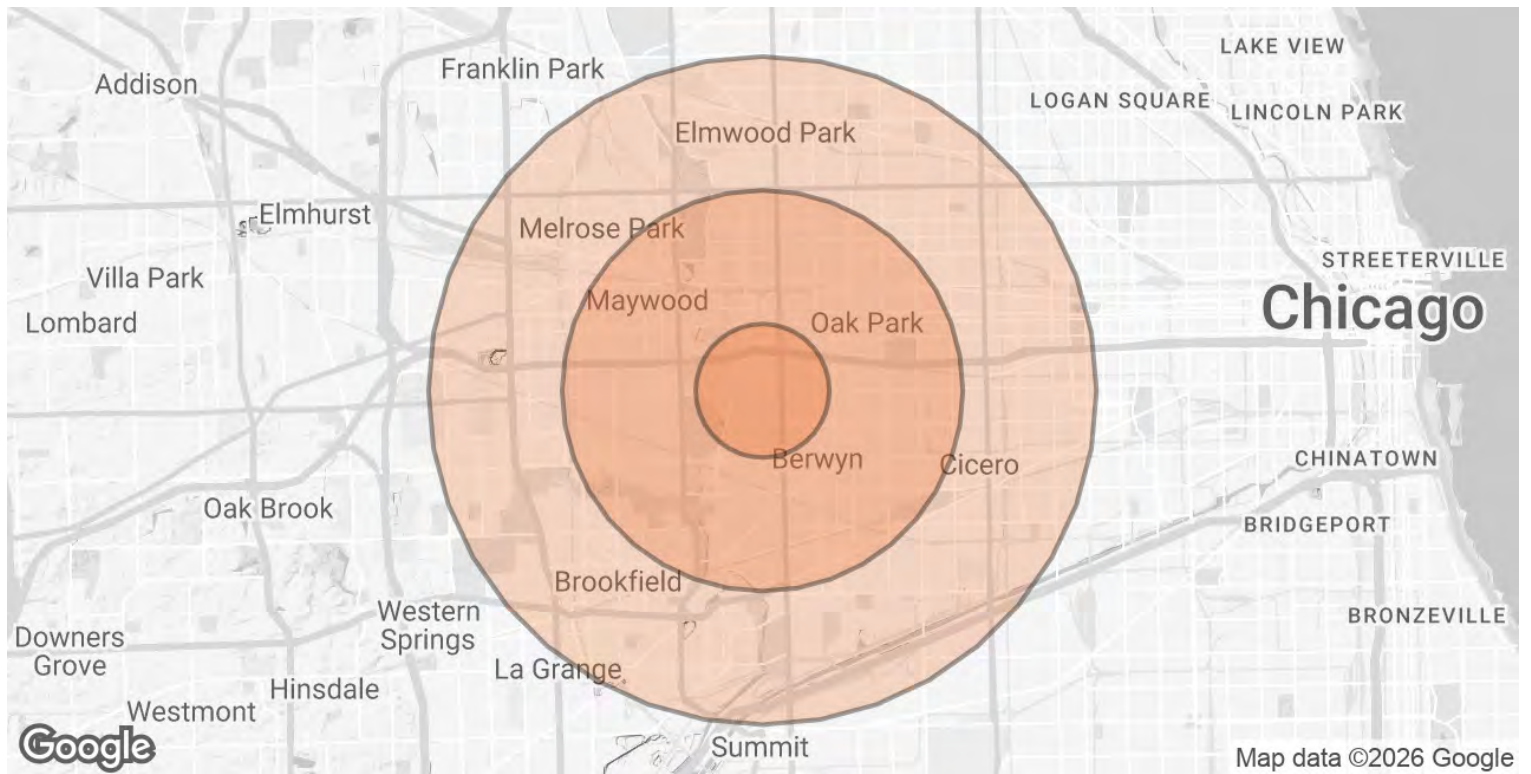 LAKE VIEW
Franklin Park
Addison
LOGAN SQUARE
LINCOLN PARK
Elmwood Park
Elmhurst
Melrose Park
STREETERVILLE
Villa Park
Maywood
Chicago
Lombard
Oak Park
Berwyn
Cicero
CHINATOWN
Oak Brook
BRIDGEPORT
Brookfield
Western
Springs
BRONZEVILLE
Downers
Grove
La Grange
Hinsdale
Westmont
Google
Summit
Map data ©2026 Google